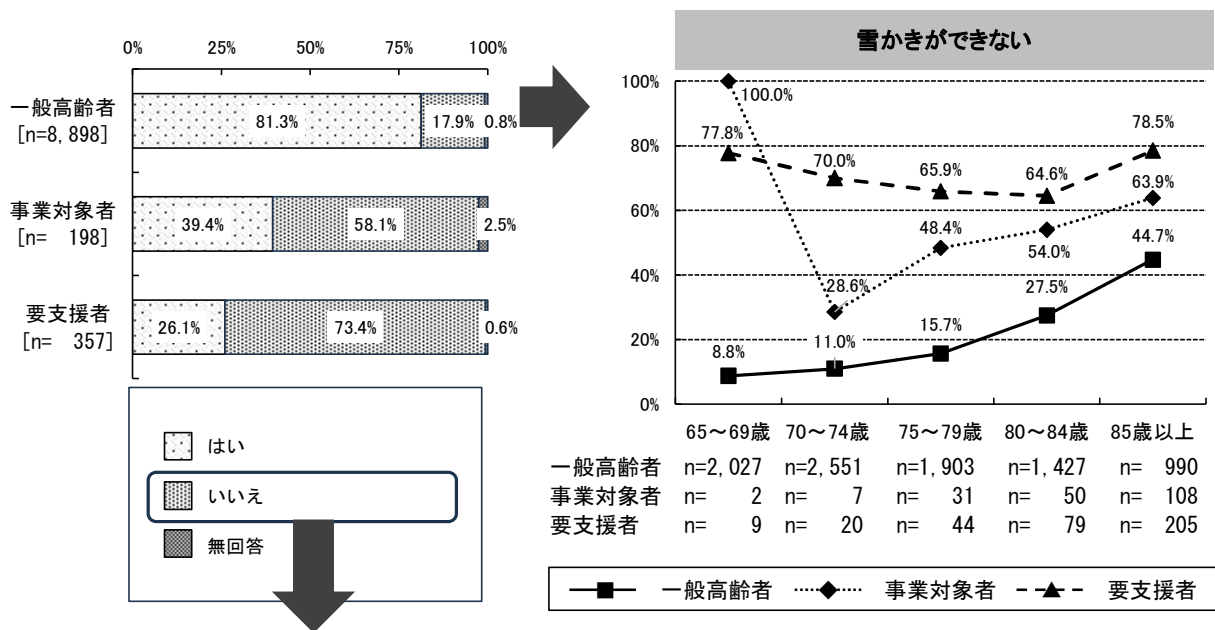 0% 25% 50% 75% 100%
一般高齢者
[n=8,898]
81.3% 17.9% 0.8%
事業対象者
[n= 198]
39.4% 58.1% 2.5%
要支援者
[n= 357]
26.1% 73.4% 0.6%
はい
いいえ
無回答
雪かきができない
100%
80%
60%
40%
20%
0%
100.0% 28.6% 48.4% 54.0% 63.9%
77.8% 70.0% 65.9% 64.6% 78.5%
8.8% 11.0% 15.7% 27.5% 44.7%
65～69歳 70～74歳 75～79歳 80～84歳 85歳以上
一般高齢者 n=2,027 n=2,551 n=1,903 n=1,427 n= 990
事業対象者 n= 2 n= 7 n= 31 n= 50 n= 108
要支援者 n= 9 n= 20 n= 44 n= 79 n= 205
一般高齢者 事業対象者 要支援者